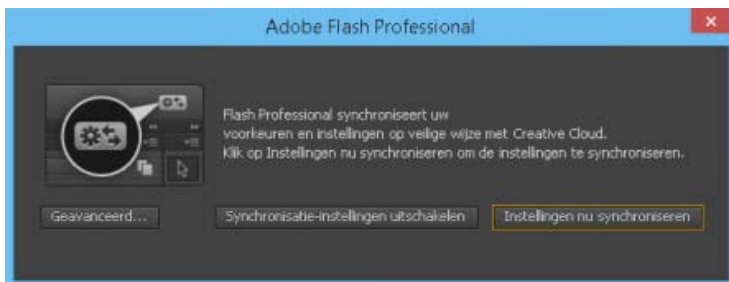 Adobe Flash Professional
Flash Professional synchroniseert uw
voorkeuren en instellingen op veilige wijze met Creative Cloud.
Klik op Instellingen nu synchroniseren om de instellingen te synchroniseren.
Geavanceerd... Synchronisatie-instellingen uitschakelen Instellingen nu synchroniseren